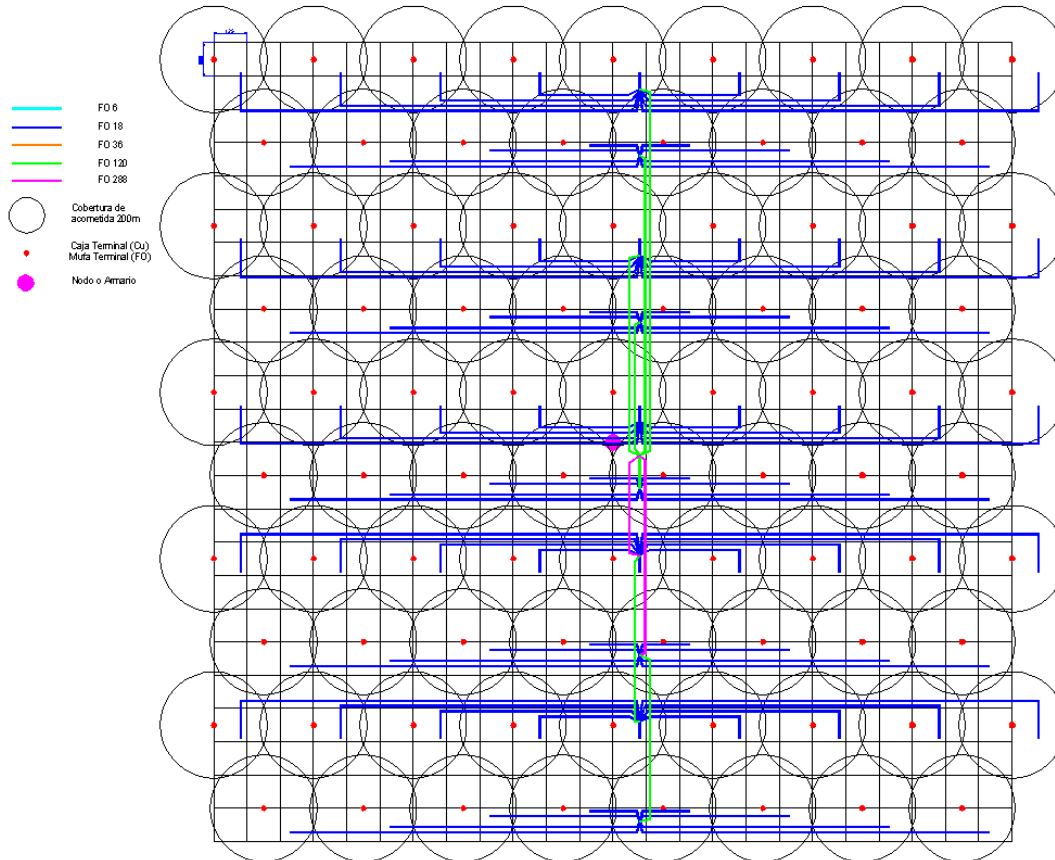 FO 6
FO 18
FO 36
FO 120
FO 288
Cobertura de
acometida 200m
Caja Terminal (Cu)
Mufa Terminal (FO)
Nodo o Armario